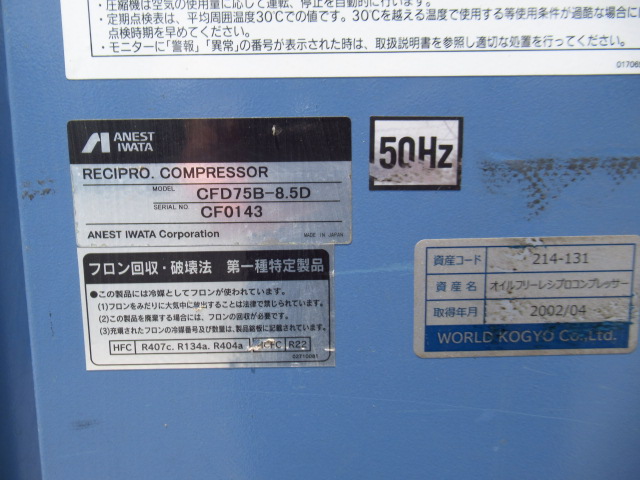 ・圧縮機は空気の使用量に応じて運転、停止を自動的に行います。
・定期点検表は、平均周囲温度30℃での値です。30℃を越える温度で使用する等使用条件が過酷な場合には
点検時期を早めてください。
・モニターに「警報」「異常」の番号が表示された時は、取扱説明書を参照し適切な処置を行ってください。
017065
ANEST
IWATA
50Hz
RECIPRO. COMPRESSOR
MODEL CFD75B-8.5D
SERIAL NO CF0143
ANEST IWATA Corporation MADE IN JAPAN
フロン回収・破壊法 第一種特定製品
●この製品には冷媒としてフロンが使われています。
(1)フロンをみだりに大気中に放出することは法律で禁じられています。
(2)この製品を廃棄する場合には、フロンの回収が必要です。
(3)充填されたフロンの冷媒番号及び数量は、製品銘板に記載されています。
HFC R407c. R134a. R404a HCFC R22
資産コード 214-131
資産名 オイルフリーレシプロコンプレッサー
取得年月 2002/04
WORLD KOGYO Co.,Ltd.